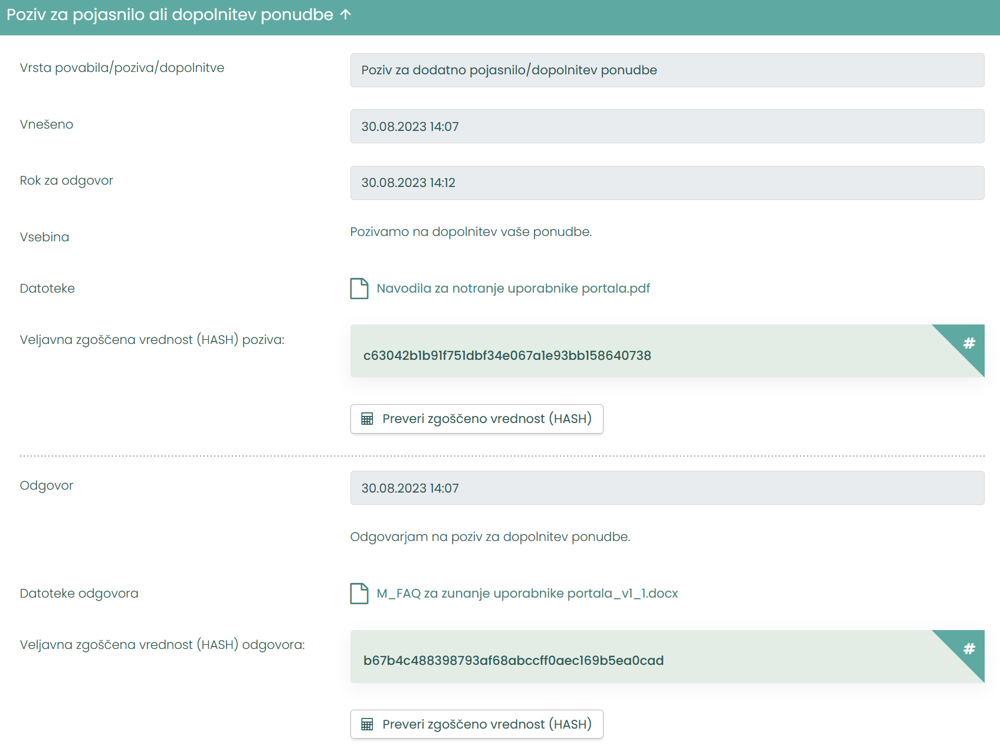 Poziv za pojasnilo ali dopolnitev ponudbe ↑
Vrsta povabila/poziva/dopolnitve
Poziv za dodatno pojasnilo/dopolnitev ponudbe
Vnešeno
30.08.2023 14:07
Rok za odgovor
30.08.2023 14:12
Vsebina
Pozivamo na dopolnitev vaše ponudbe.
Datoteke
Navodila za notranje uporabnike portala.pdf
Veljavna zgoščena vrednost (HASH) poziva:
#
c63042b1b91f751dbf34e067a1e93bb158640738
Preveri zgoščeno vrednost (HASH)
Odgovor
30.08.2023 14:07
Odgovarjam na poziv za dopolnitev ponudbe.
Datoteke odgovora
M_FAQ za zunanje uporabnike portala_v1_1.docx
Veljavna zgoščena vrednost (HASH) odgovora:
#
b67b4c488398793af68abccff0aec169b5ea0cad
Preveri zgoščeno vrednost (HASH)